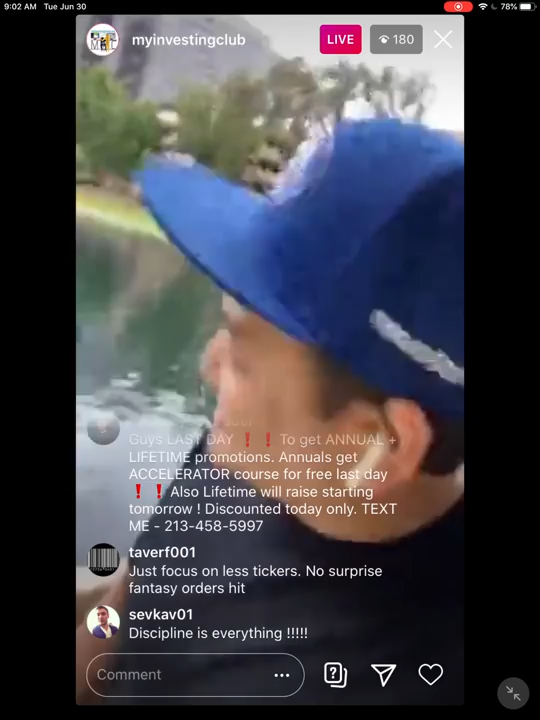 9:02 AM Tue Jun 30
78%
myinvestingclub
LIVE
180
Guys LAST DAY ❗❗ To get ANNUAL +
LIFETIME promotions. Annuals get
ACCELERATOR course for free last day
❗❗ Also Lifetime will raise starting
tomorrow ! Discounted today only. TEXT
ME - 213-458-5997
taverf001
Just focus on less tickers. No surprise
fantasy orders hit
sevkav01
Discipline is everything !!!!!
Comment